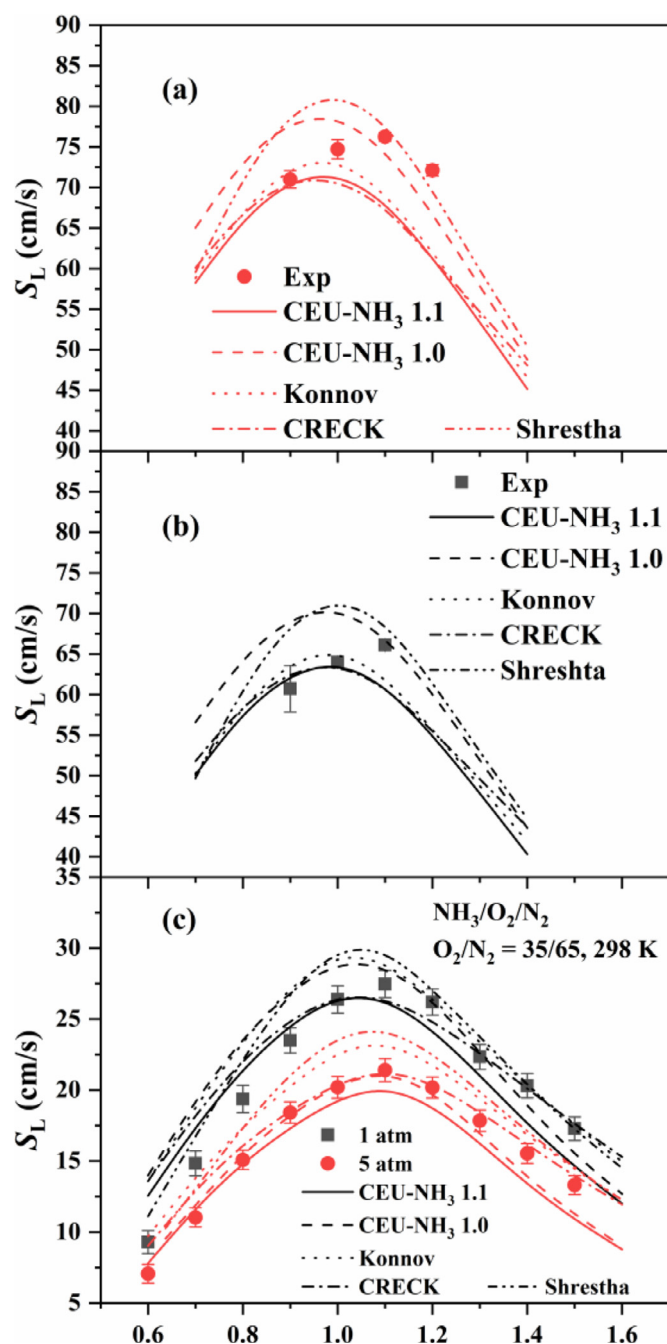 90
85
(a)
80
75
70
65
60
55
50
45
40
S_L (cm/s)
Exp
CEU-NH₃ 1.1
CEU-NH₃ 1.0
Konnov
CRECK Shrestha
90
85
(b)
80
75
70
65
60
55
50
45
40
35
S_L (cm/s)
Exp
CEU-NH₃ 1.1
CEU-NH₃ 1.0
Konnov
CRECK
Shreshta
(c)
NH₃/O₂/N₂
O₂/N₂ = 35/65, 298 K
30
25
20
15
10
5
S_L (cm/s)
1 atm
5 atm
CEU-NH₃ 1.1
CEU-NH₃ 1.0
Konnov
CRECK Shrestha
0.6 0.8 1.0 1.2 1.4 1.6